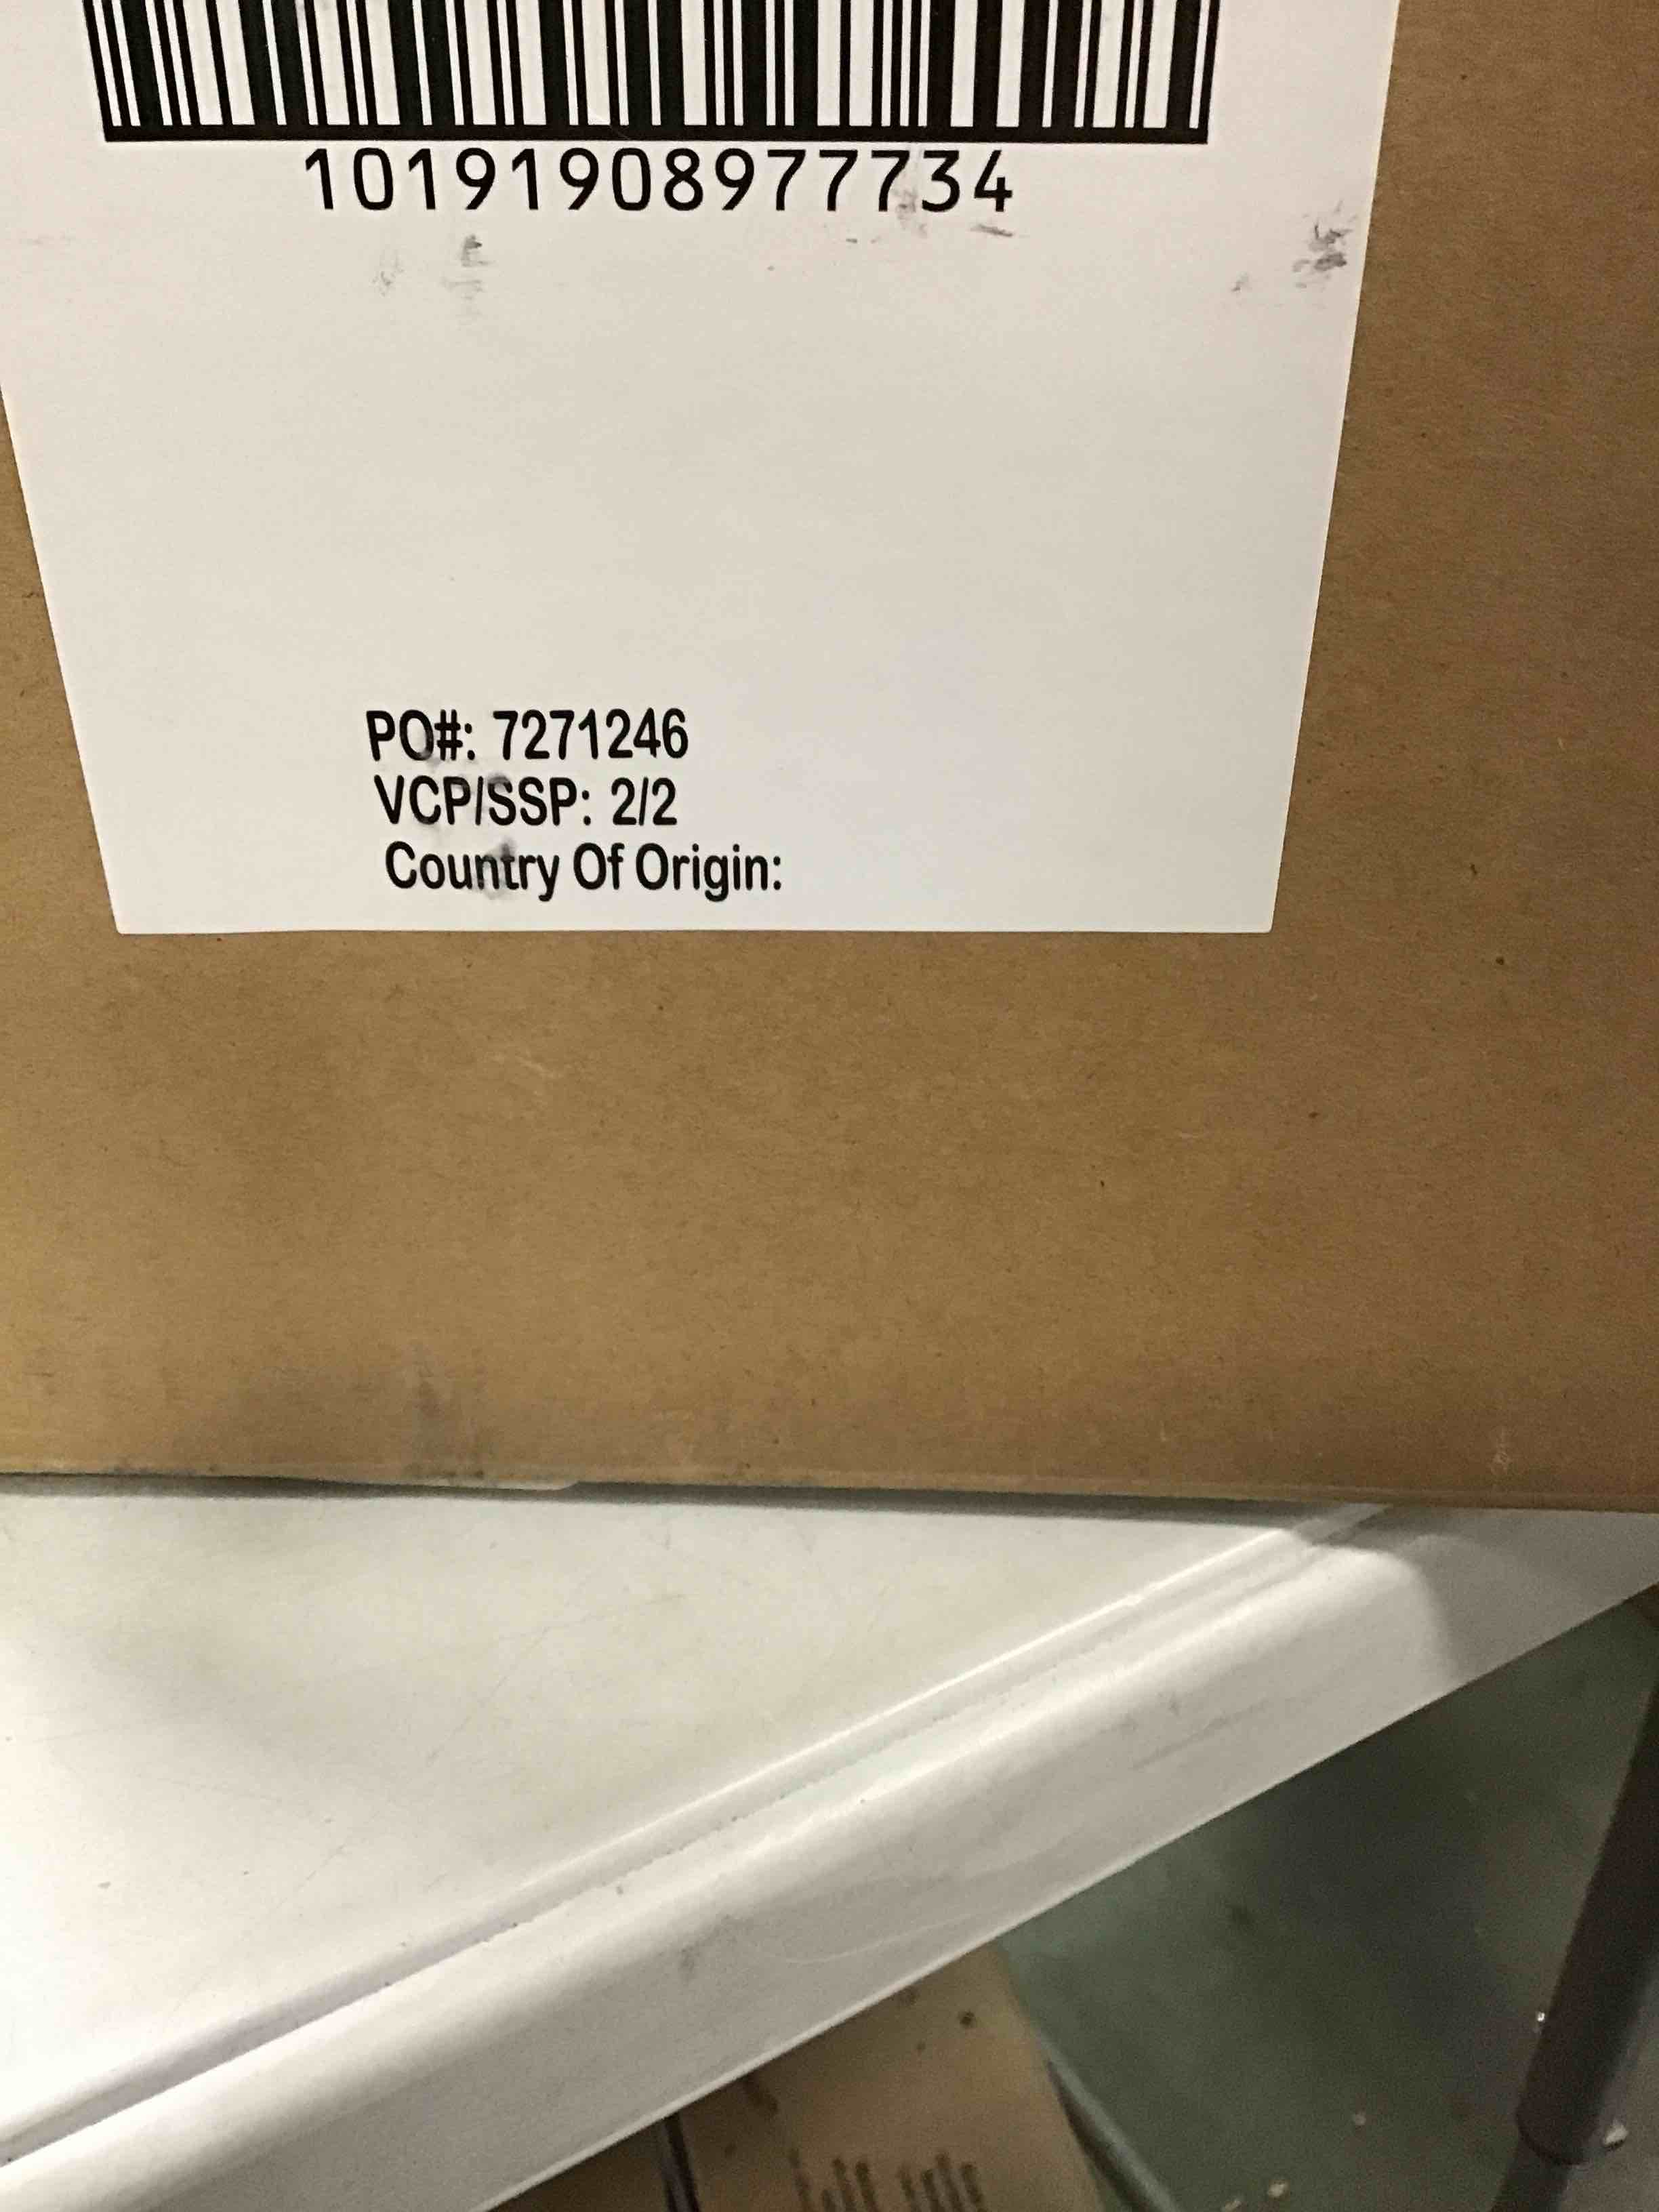 10191908977734
PO#: 7271246
VCP/SSP: 2/2
Country Of Origin: